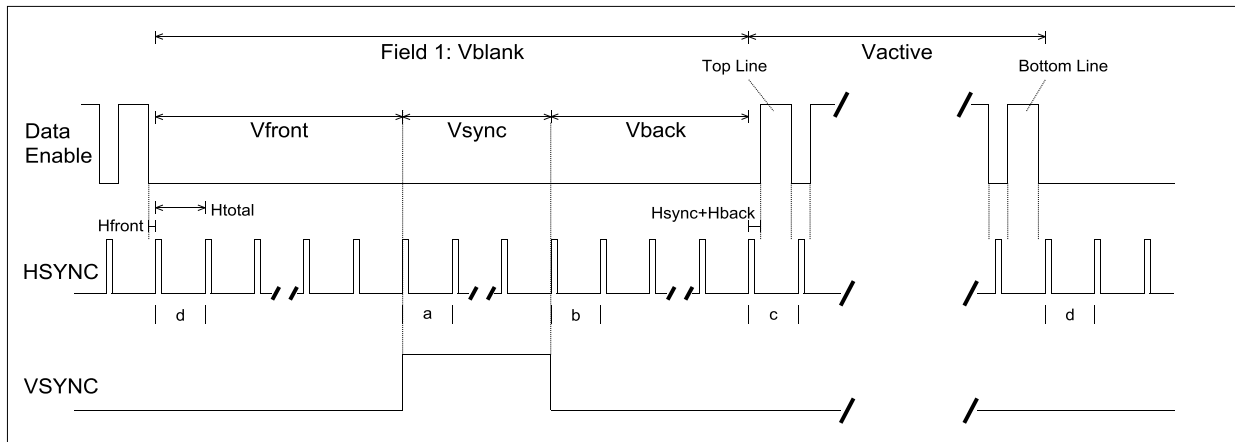 Field 1: Vblank
Vactive
Top Line
Bottom Line
Data
Enable
Vfront
Vsync
Vback
Htotal
Hfront
Hsync+Hback
HSYNC
d
a
b
c
d
VSYNC